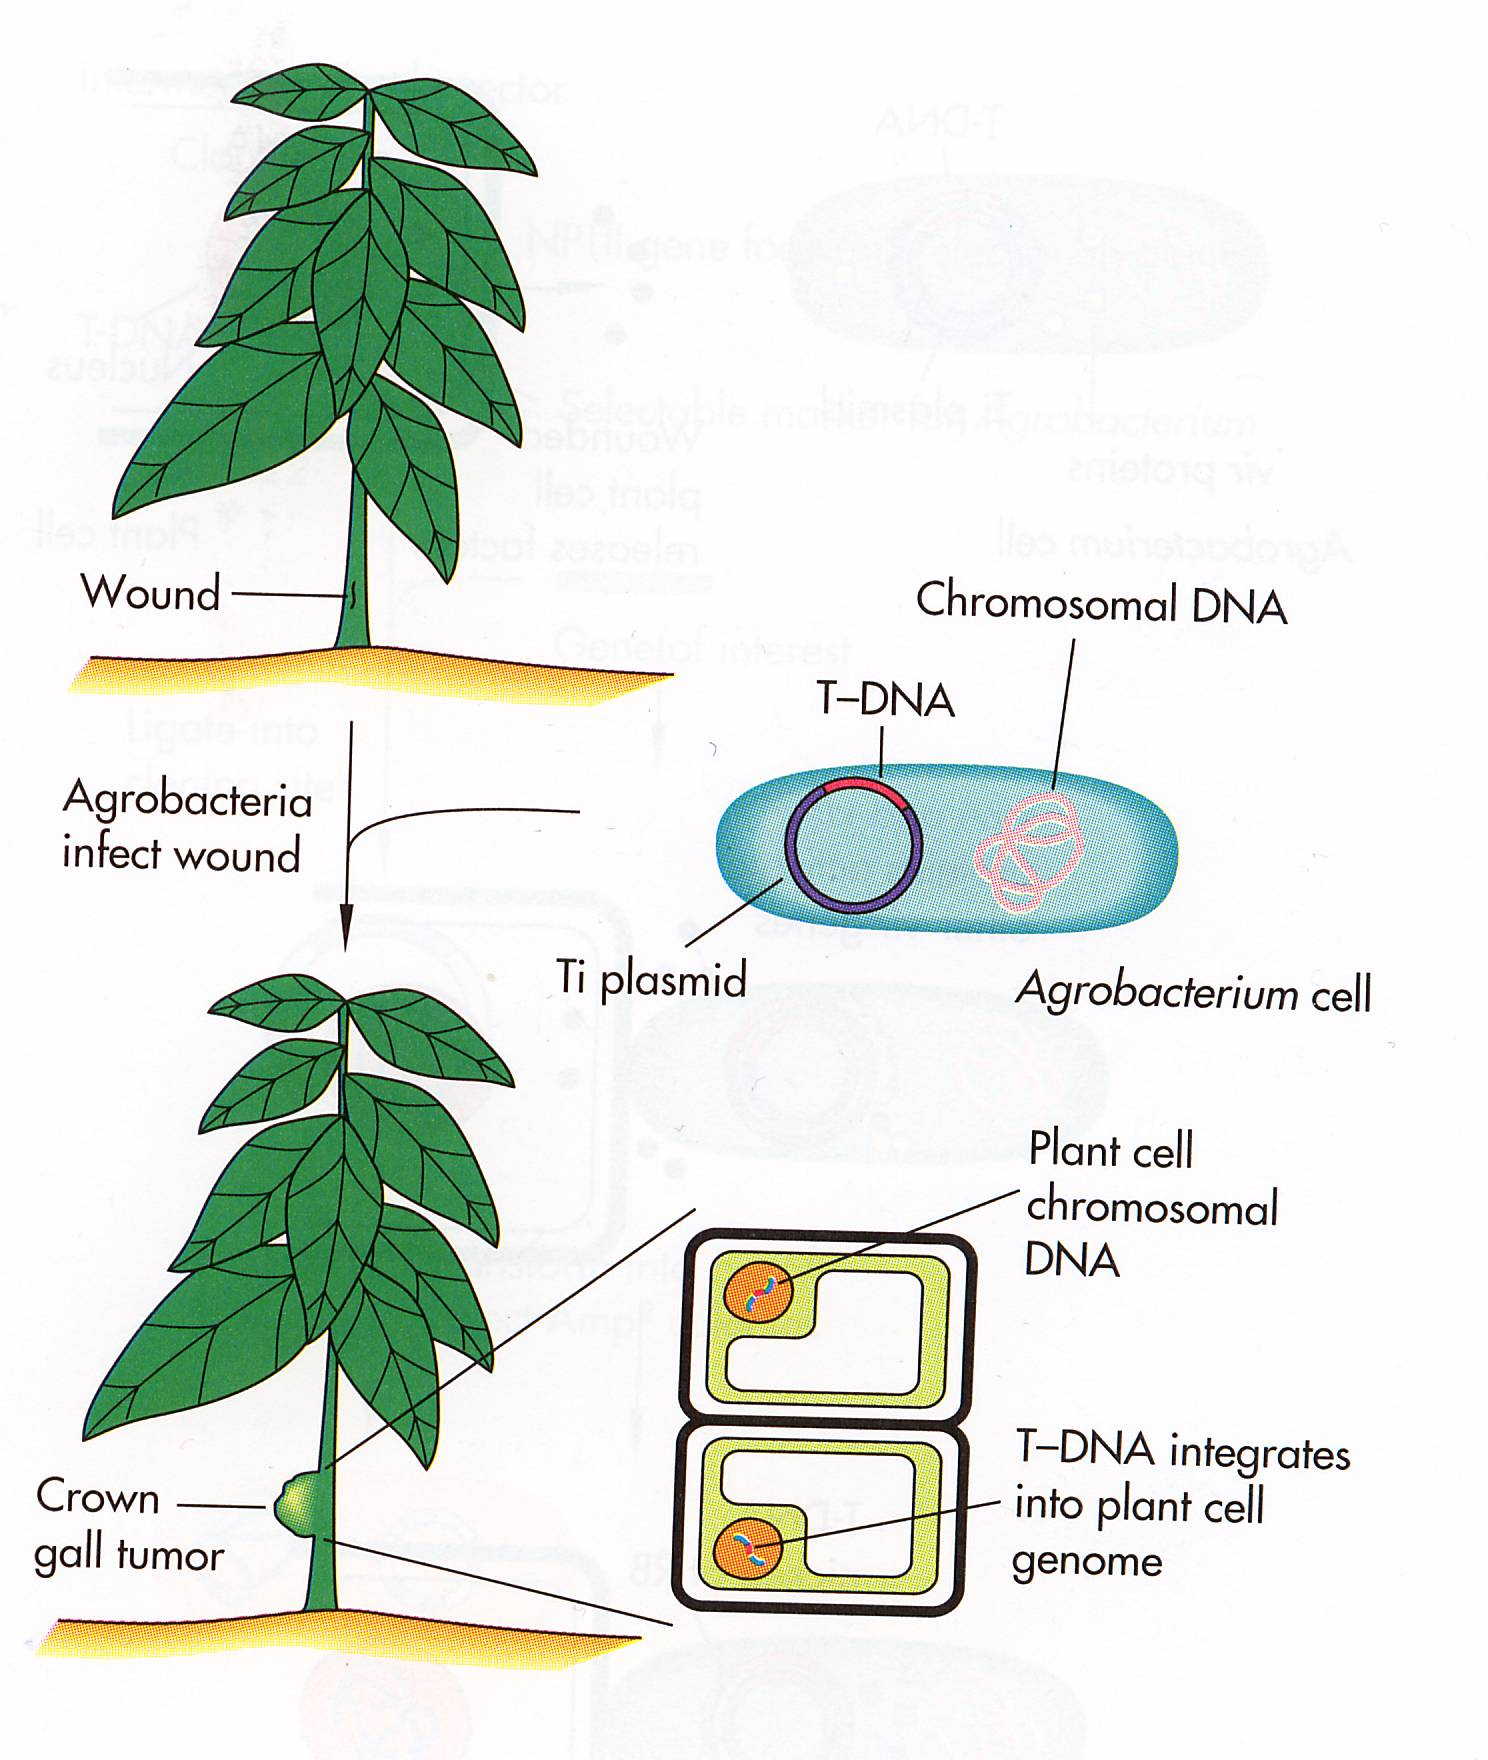 Wound
Chromosomal DNA
T–DNA
Agrobacteria
infect wound
Ti plasmid
Agrobacterium cell
Plant cell
chromosomal
DNA
Crown
gall tumor
T–DNA integrates
into plant cell
genome